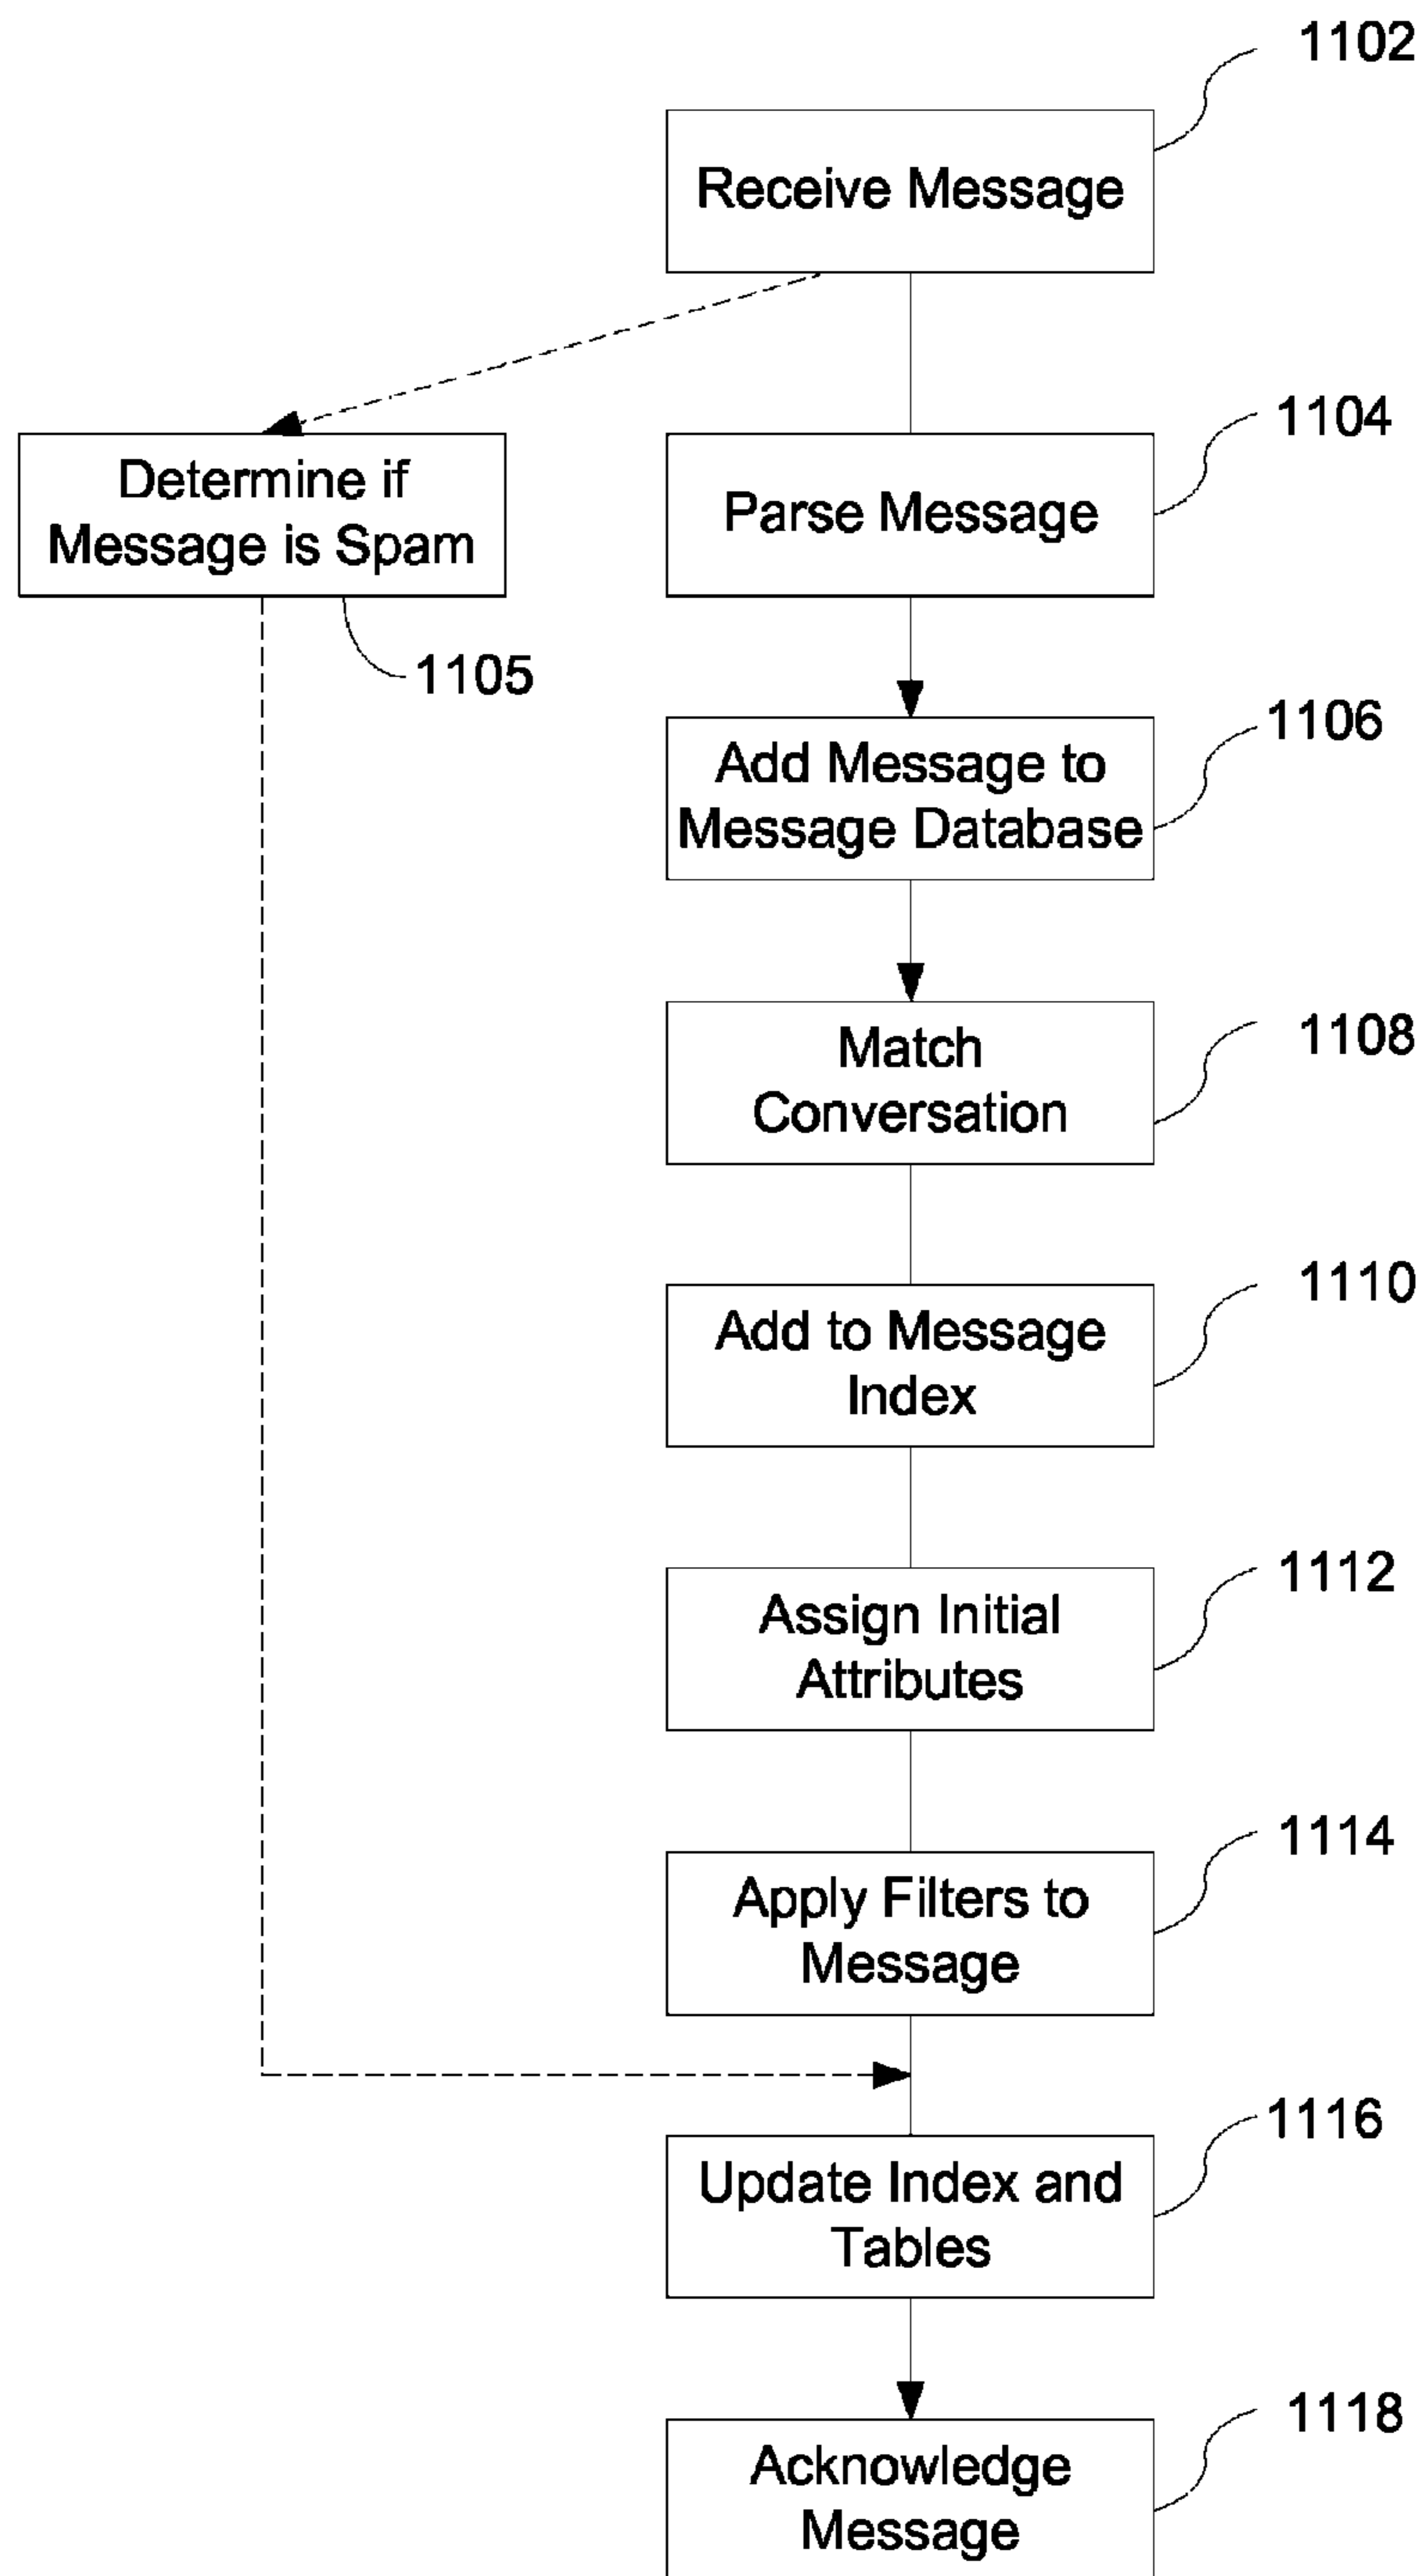 1102
Receive Message
1104
Determine if
Message is Spam
Parse Message
1105
1106
Add Message to
Message Database
1108
Match
Conversation
1110
Add to Message
Index
1112
Assign Initial
Attributes
1114
Apply Filters to
Message
1116
Update Index and
Tables
1118
Acknowledge
Message